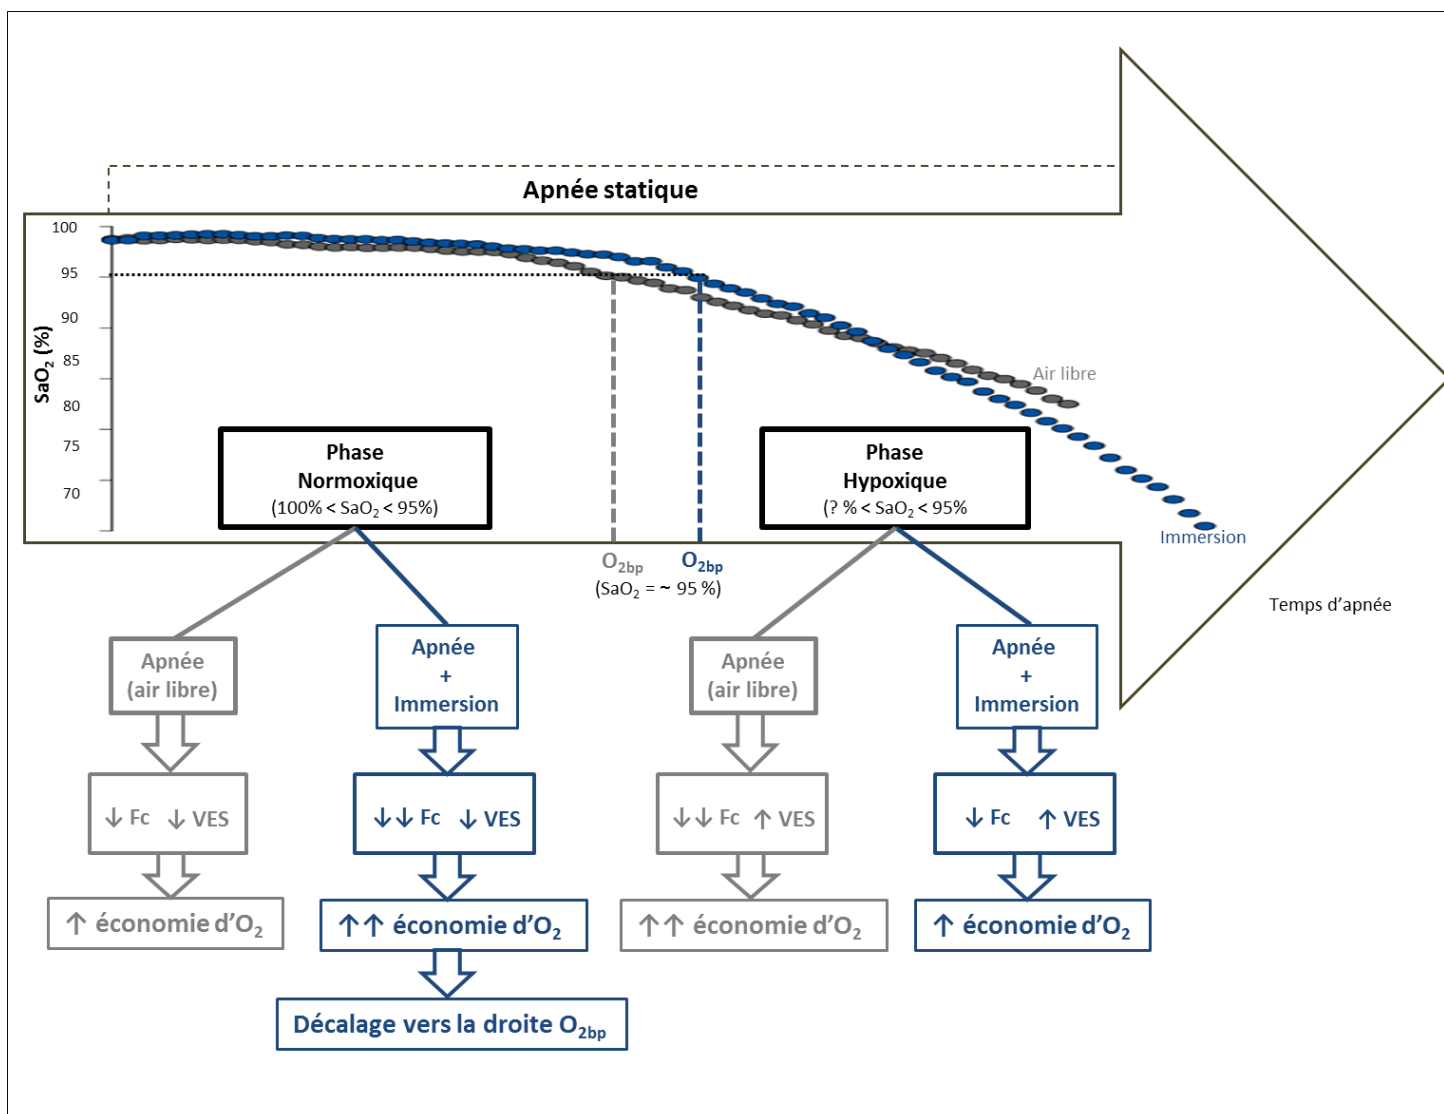 Apnée statique
100
95
90
85
80
75
70
SaO2 (%)
Air libre
Immersion
Phase
Normoxique
(100% < SaO2 < 95%)
Phase
Hypoxique
(? % < SaO2 < 95%
O2bp
O2bp
(SaO2 = ~ 95 %)
Temps d’apnée
Apnée
(air libre)
Apnée
+
Immersion
Apnée
(air libre)
Apnée
+
Immersion
↓ Fc ↓ VES
↓↓ Fc ↓ VES
↓↓ Fc ↑ VES
↓ Fc ↑ VES
↑ économie d’O2
↑↑ économie d’O2
↑↑ économie d’O2
↑ économie d’O2
Décalage vers la droite O2bp